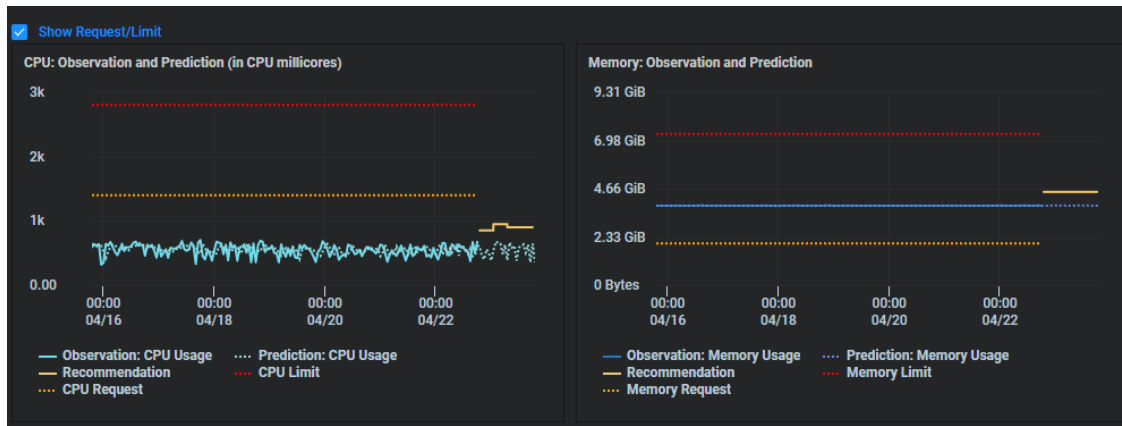 Show Request/Limit
CPU: Observation and Prediction (in CPU millicores)
3k
2k
1k
0.00
00:00 00:00 00:00 00:00
04/16 04/18 04/20 04/22
Observation: CPU Usage Prediction: CPU Usage
Recommendation CPU Limit
CPU Request
Memory: Observation and Prediction
9.31 GiB
6.98 GiB
4.66 GiB
2.33 GiB
0 Bytes
00:00 00:00 00:00 00:00
04/16 04/18 04/20 04/22
Observation: Memory Usage Prediction: Memory Usage
Recommendation Memory Limit
Memory Request